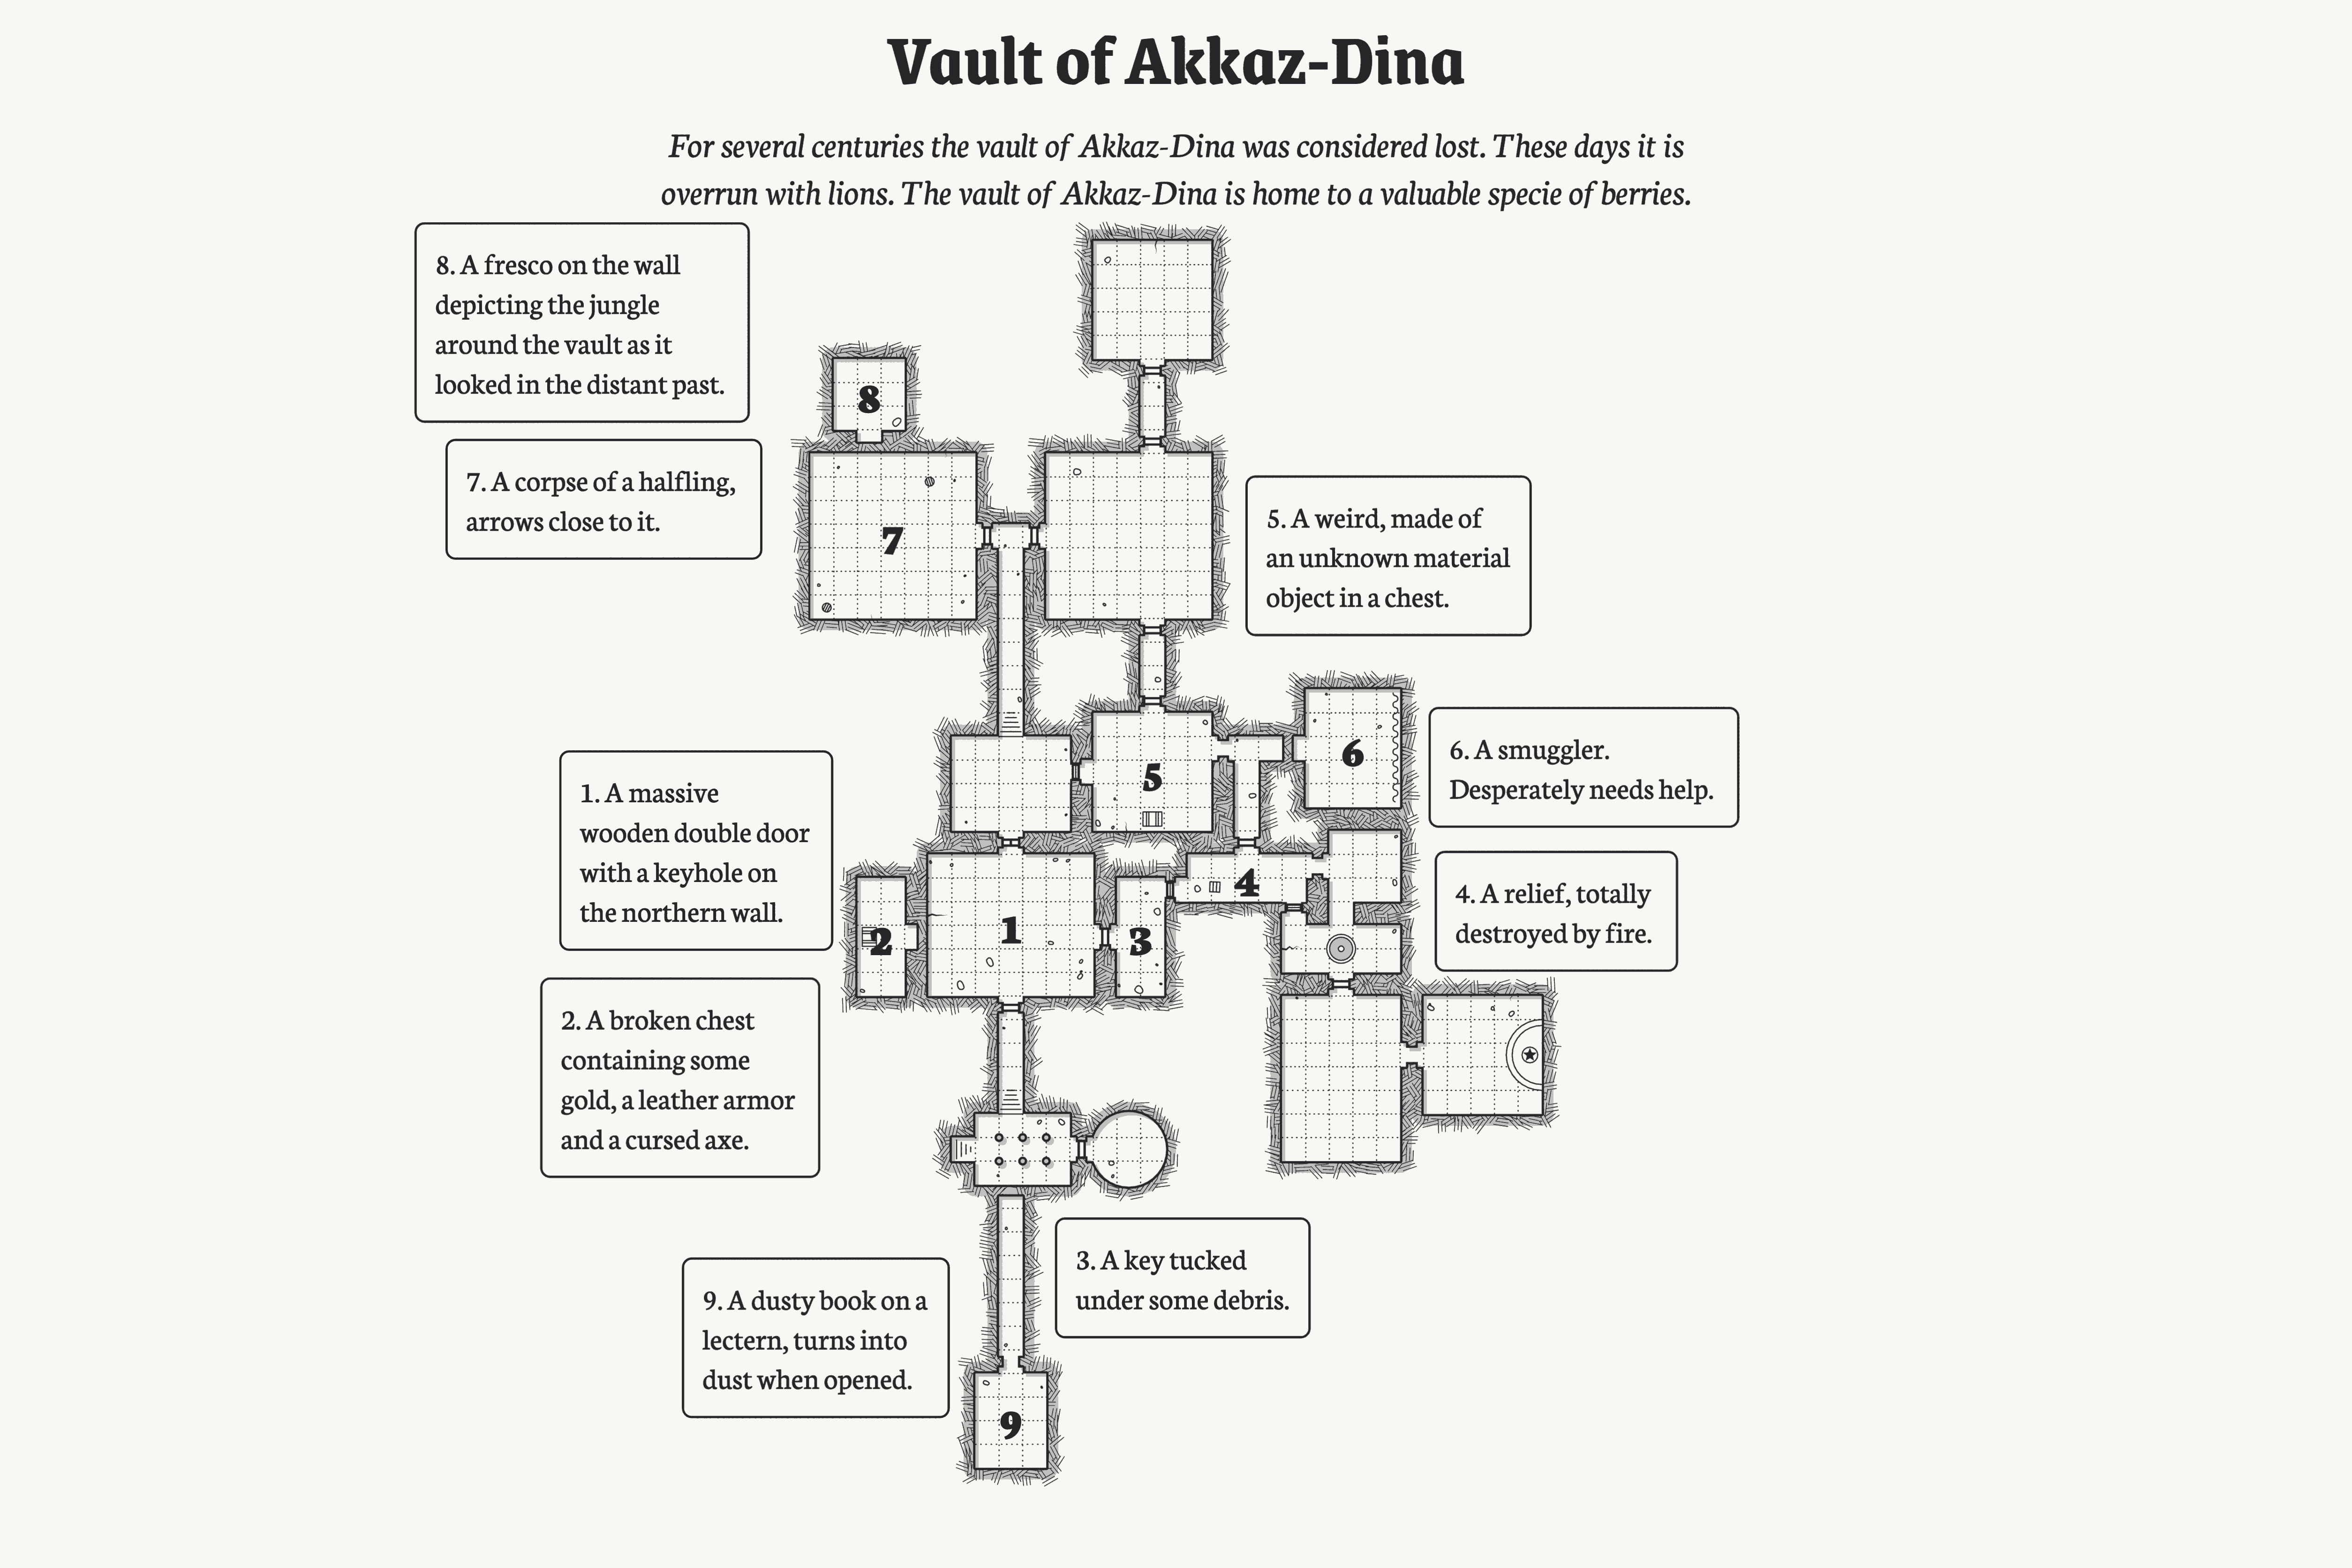 Vault of Akkaz-Dina
For several centuries the vault of Akkaz-Dina was considered lost. These days it is
overrun with lions. The vault of Akkaz-Dina is home to a valuable specie of berries.
8. A fresco on the wall
depicting the jungle
around the vault as it
looked in the distant past.
8
7. A corpse of a halfling,
arrows close to it.
7
5. A weird, made of
an unknown material
object in a chest.
5
6
6. A smuggler.
Desperately needs help.
1. A massive
wooden double door
with a keyhole on
the northern wall.
2
1
3
4
4. A relief, totally
destroyed by fire.
2. A broken chest
containing some
gold, a leather armor
and a cursed axe.
3. A key tucked
under some debris.
9. A dusty book on a
lectern, turns into
dust when opened.
9